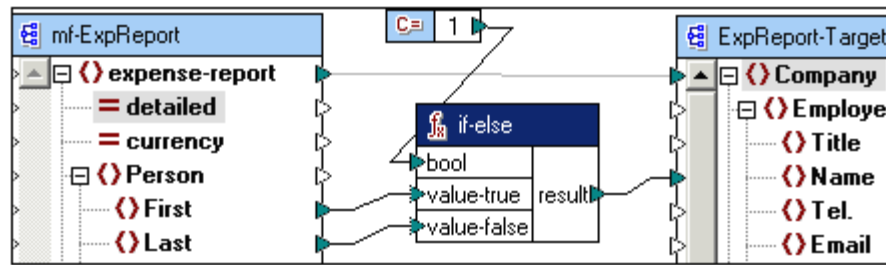 mf-ExpReport
expense-report
detailed
currency
Person
First
Last
C= 1
if-else
bool
value-true
value-false
result
ExpReport-Target
Company
Employe
Title
Name
Tel.
Email